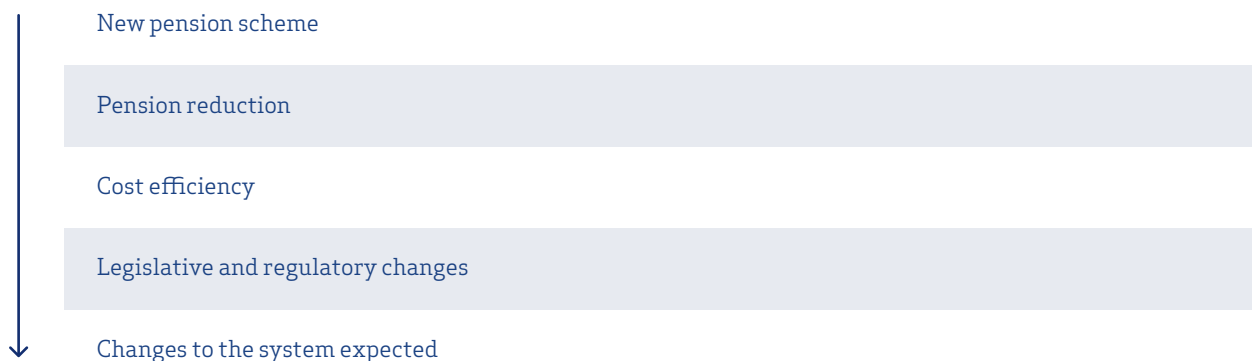 New pension scheme
Pension reduction
Cost efficiency
Legislative and regulatory changes
Changes to the system expected